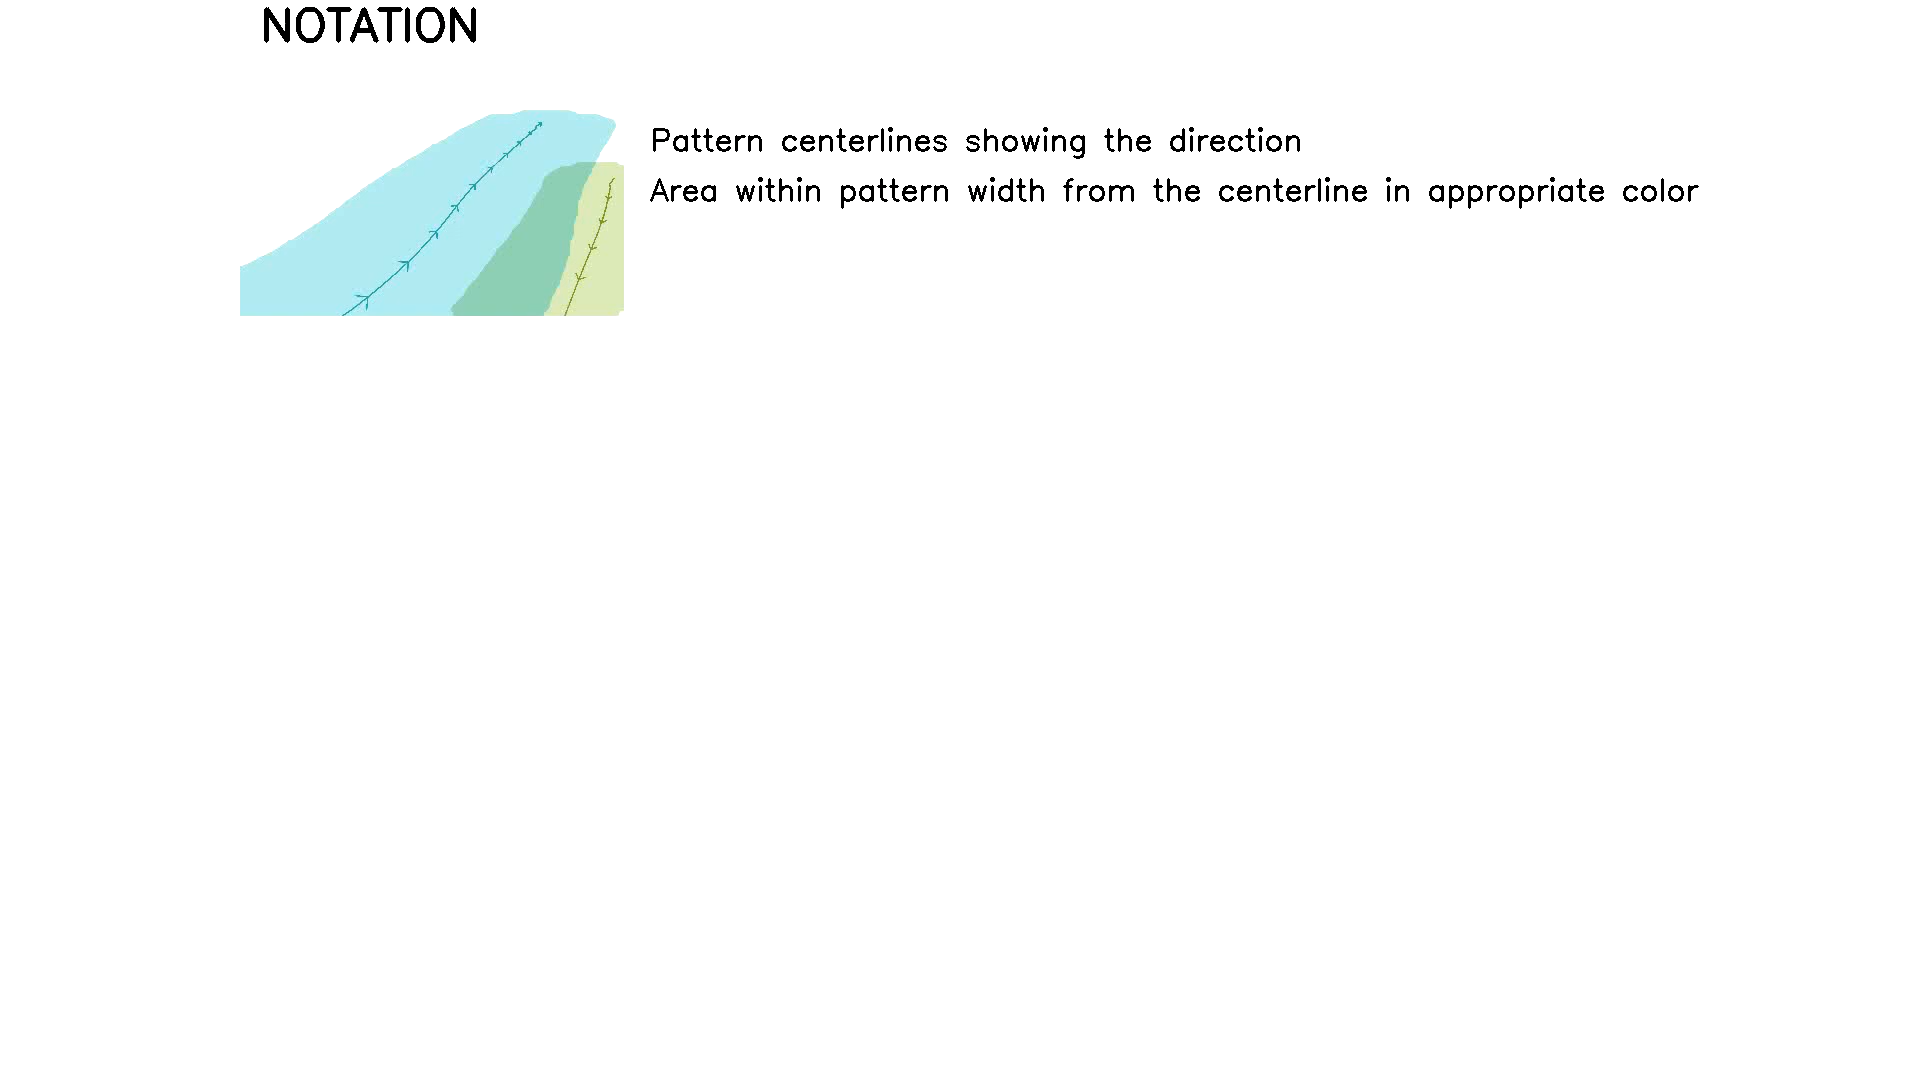 NOTATION
Pattern centerlines showing the direction
Area within pattern width from the centerline in appropriate color